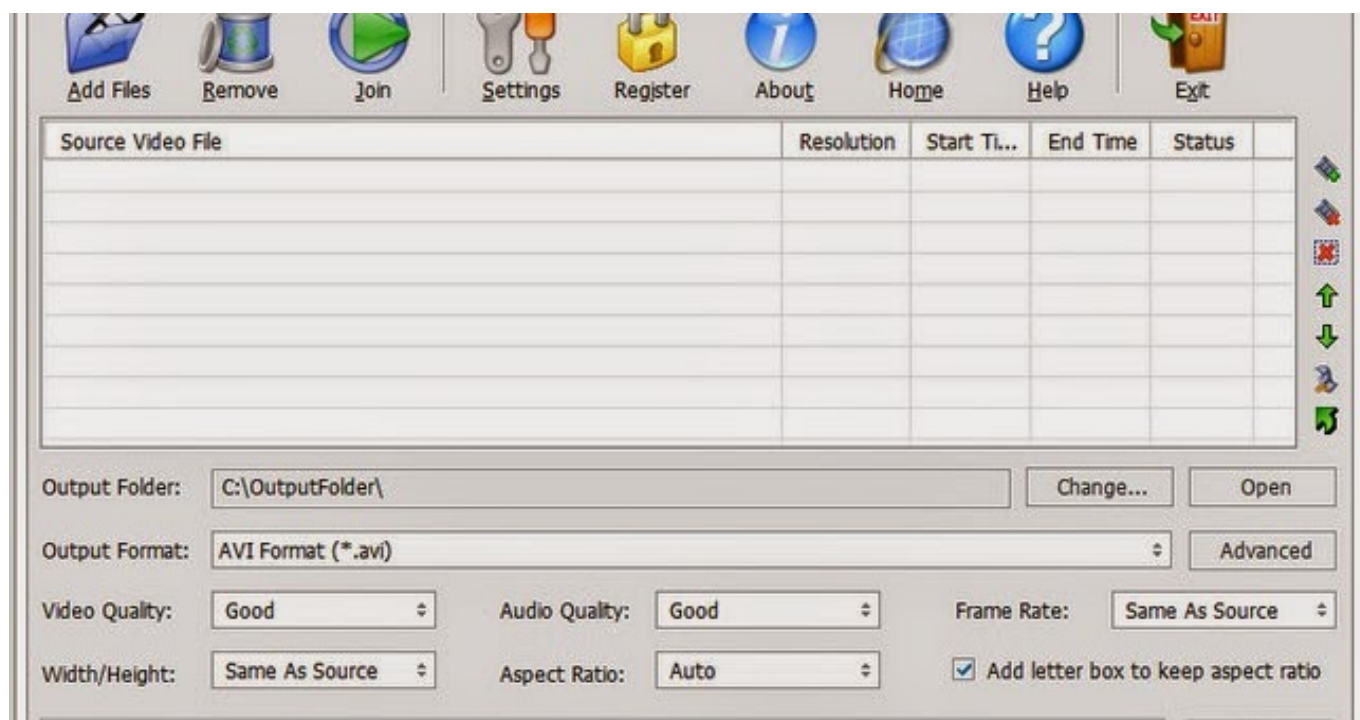 EXIT
Add Files Remove Join Settings Register About Home Help Exit
Source Video File Resolution Start Ti... End Time Status
Output Folder: C:\OutputFolder\ Change... Open
Output Format: AVI Format (*.avi) Advanced
Video Quality: Good Audio Quality: Good Frame Rate: Same As Source
Width/Height: Same As Source Aspect Ratio: Auto Add letter box to keep aspect ratio